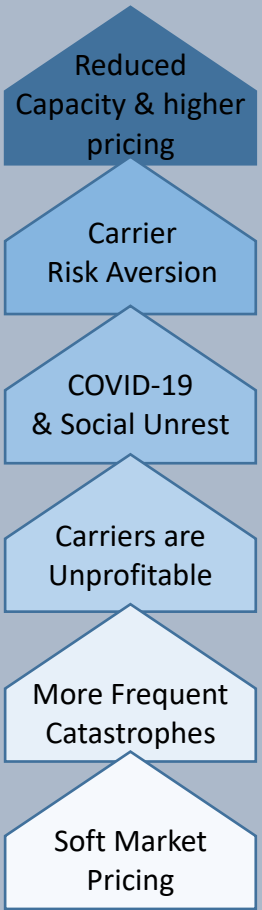 Reduced
Capacity & higher
pricing
Carrier
Risk Aversion
COVID-19
& Social Unrest
Carriers are
Unprofitable
More Frequent
Catastrophes
Soft Market
Pricing